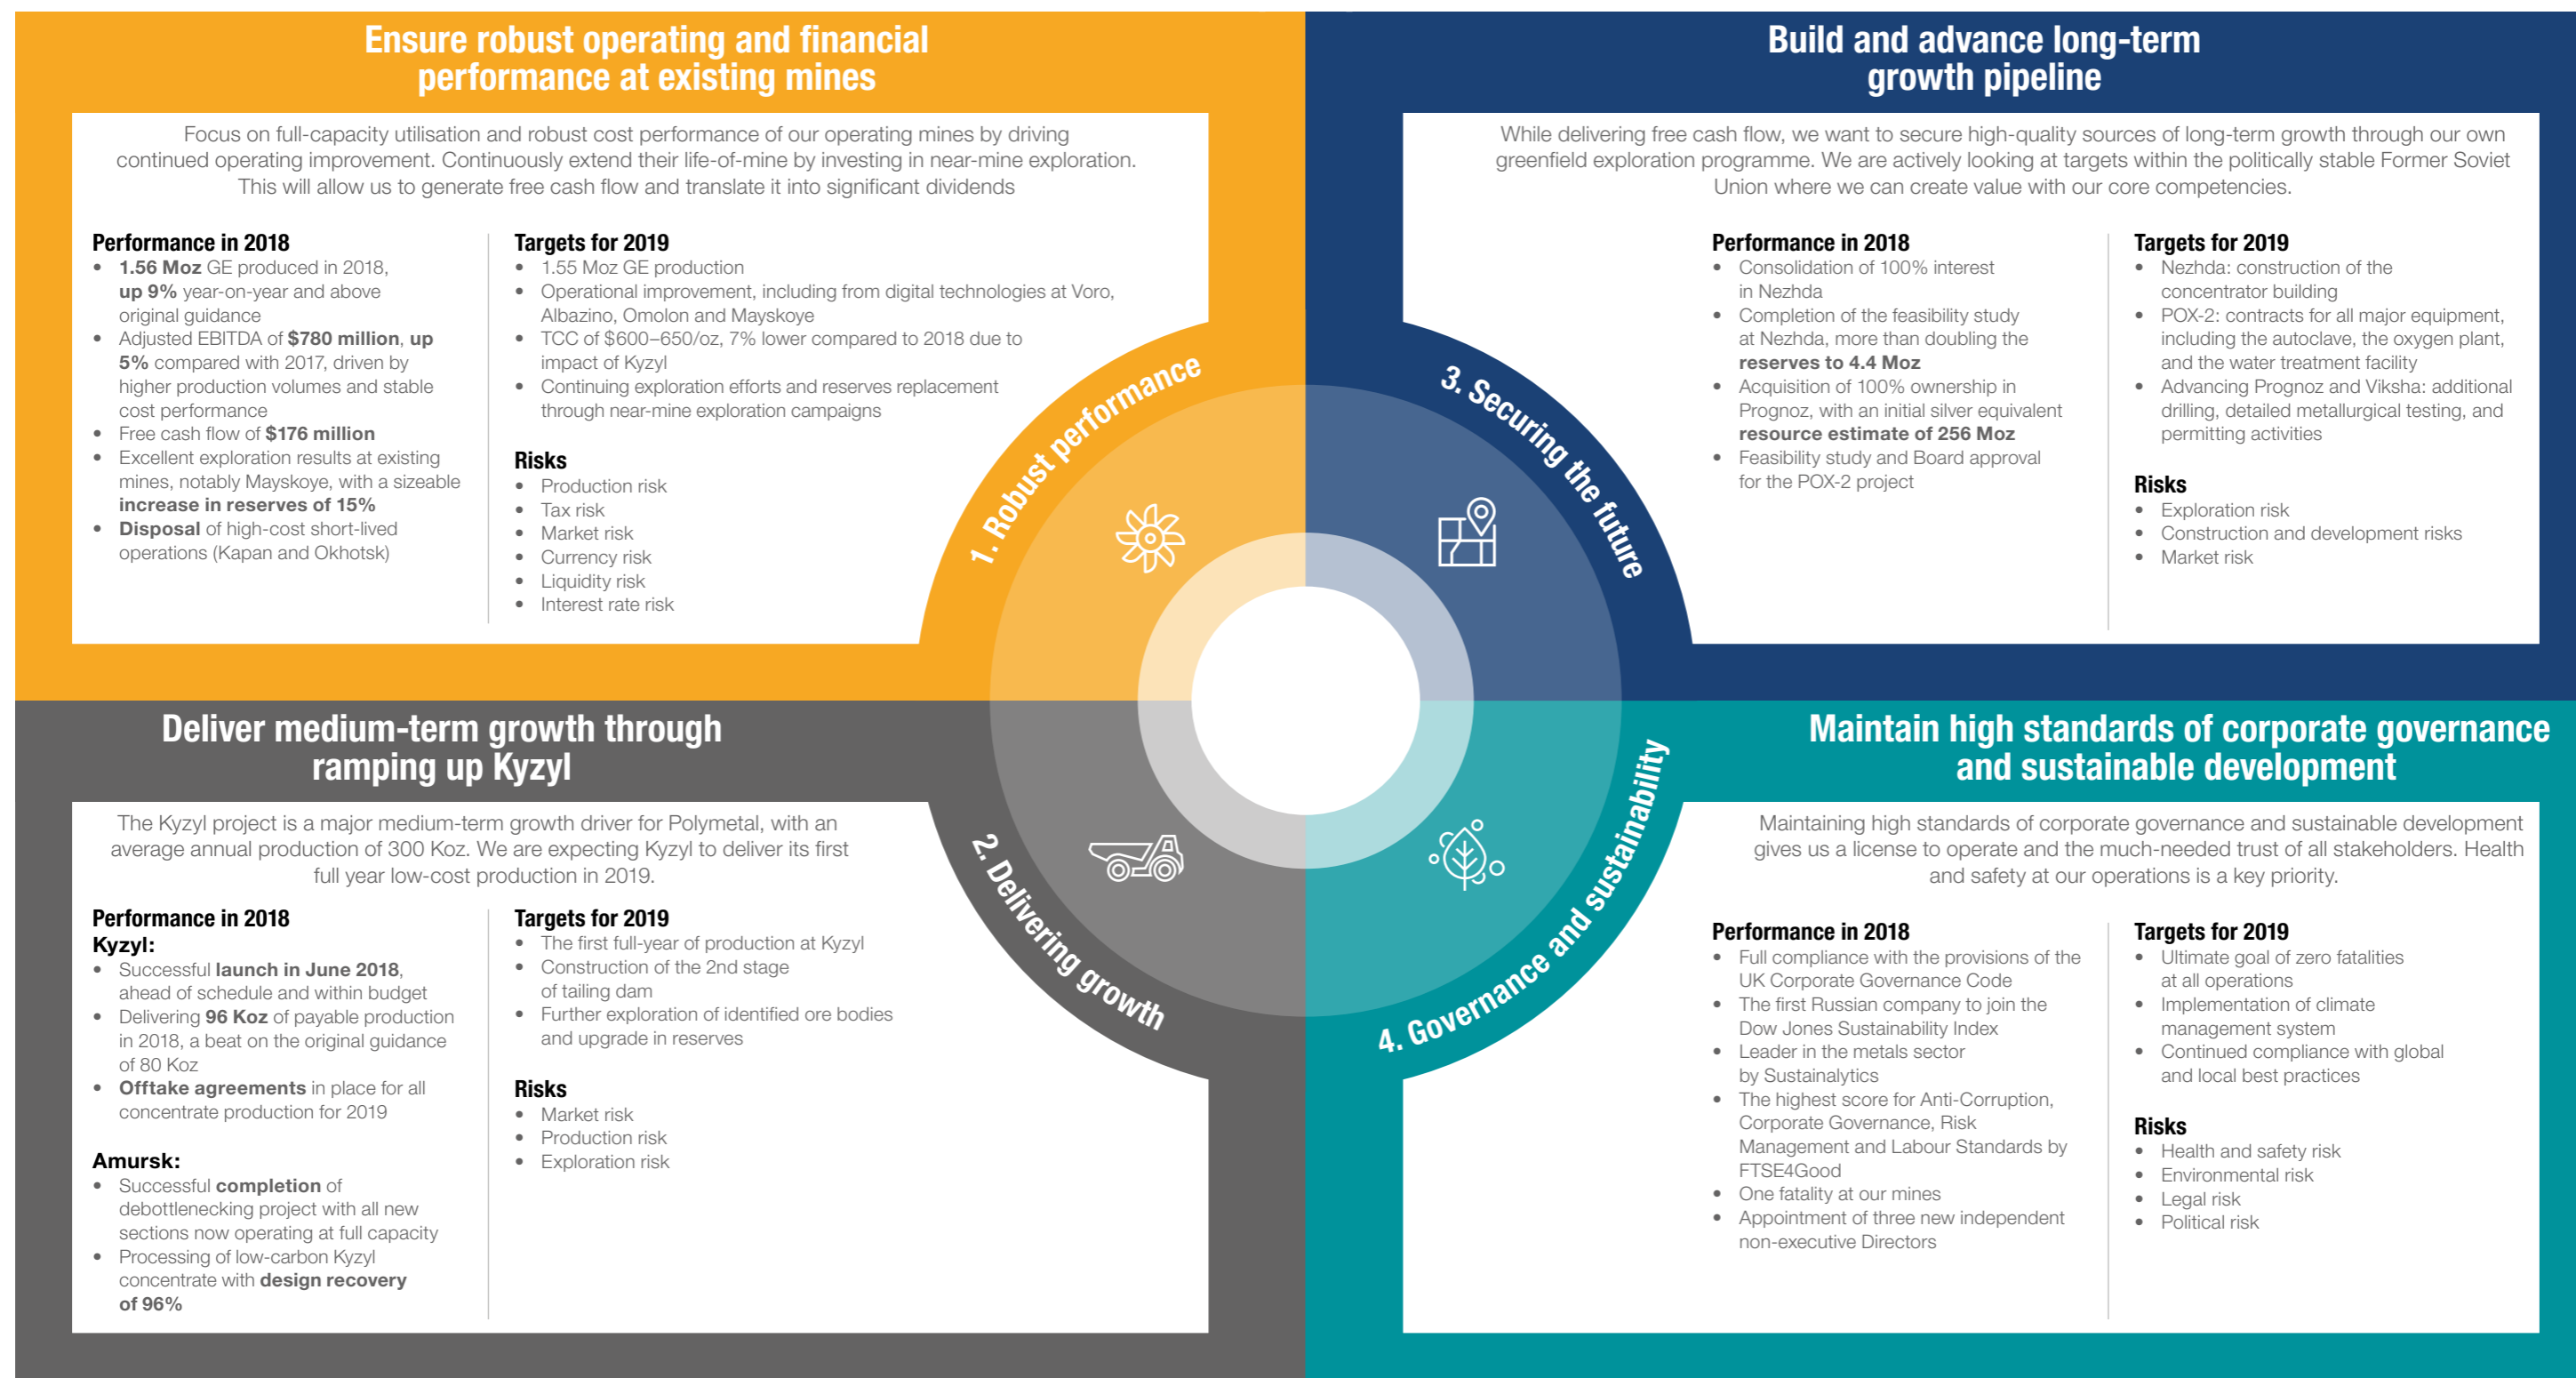 Ensure robust operating and financial
performance at existing mines
Focus on full-capacity utilisation and robust cost performance of our operating mines by driving
continued operating improvement. Continuously extend their life-of-mine by investing in near-mine exploration.
This will allow us to generate free cash flow and translate it into significant dividends
Performance in 2018
• 1.56 Moz GE produced in 2018,
up 9% year-on-year and above
original guidance
• Adjusted EBITDA of $780 million, up
5% compared with 2017, driven by
higher production volumes and stable
cost performance
• Free cash flow of $176 million
• Excellent exploration results at existing
mines, notably Mayskoye, with a sizeable
increase in reserves of 15%
• Disposal of high-cost short-lived
operations (Kapan and Okhotsk)
Targets for 2019
• 1.55 Moz GE production
• Operational improvement, including from digital technologies at Voro,
Albazino, Omolon and Mayskoye
• TCC of $600–650/oz, 7% lower compared to 2018 due to
impact of Kyzyl
• Continuing exploration efforts and reserves replacement
through near-mine exploration campaigns
Risks
• Production risk
• Tax risk
• Market risk
• Currency risk
• Liquidity risk
• Interest rate risk
1. Robust performance
Build and advance long-term
growth pipeline
While delivering free cash flow, we want to secure high-quality sources of long-term growth through our own
greenfield exploration programme. We are actively looking at targets within the politically stable Former Soviet
Union where we can create value with our core competencies.
Performance in 2018
• Consolidation of 100% interest
in Nezhda
• Completion of the feasibility study
at Nezhda, more than doubling the
reserves to 4.4 Moz
• Acquisition of 100% ownership in
Prognoz, with an initial silver equivalent
resource estimate of 256 Moz
• Feasibility study and Board approval
for the POX-2 project
Targets for 2019
• Nezhda: construction of the
concentrator building
• POX-2: contracts for all major equipment,
including the autoclave, the oxygen plant,
and the water treatment facility
• Advancing Prognoz and Viksha: additional
drilling, detailed metallurgical testing, and
permitting activities
Risks
• Exploration risk
• Construction and development risks
• Market risk
3. Securing the future
Deliver medium-term growth through
ramping up Kyzyl
The Kyzyl project is a major medium-term growth driver for Polymetal, with an
average annual production of 300 Koz. We are expecting Kyzyl to deliver its first
full year low-cost production in 2019.
Performance in 2018
Kyzyl:
• Successful launch in June 2018,
ahead of schedule and within budget
• Delivering 96 Koz of payable production
in 2018, a beat on the original guidance
of 80 Koz
• Offtake agreements in place for all
concentrate production for 2019
Amursk:
• Successful completion of
debottlenecking project with all new
sections now operating at full capacity
• Processing of low-carbon Kyzyl
concentrate with design recovery
of 96%
Targets for 2019
• The first full-year of production at Kyzyl
• Construction of the 2nd stage
of tailing dam
• Further exploration of identified ore bodies
and upgrade in reserves
Risks
• Market risk
• Production risk
• Exploration risk
2. Delivering growth
Maintain high standards of corporate governance
and sustainable development
Maintaining high standards of corporate governance and sustainable development
gives us a license to operate and the much-needed trust of all stakeholders. Health
and safety at our operations is a key priority.
Performance in 2018
• Full compliance with the provisions of the
UK Corporate Governance Code
• The first Russian company to join the
Dow Jones Sustainability Index
• Leader in the metals sector
by Sustainalytics
• The highest score for Anti-Corruption,
Corporate Governance, Risk
Management and Labour Standards by
FTSE4Good
• One fatality at our mines
• Appointment of three new independent
non-executive Directors
Targets for 2019
• Ultimate goal of zero fatalities
at all operations
• Implementation of climate
management system
• Continued compliance with global
and local best practices
Risks
• Health and safety risk
• Environmental risk
• Legal risk
• Political risk
4. Governance and sustainability